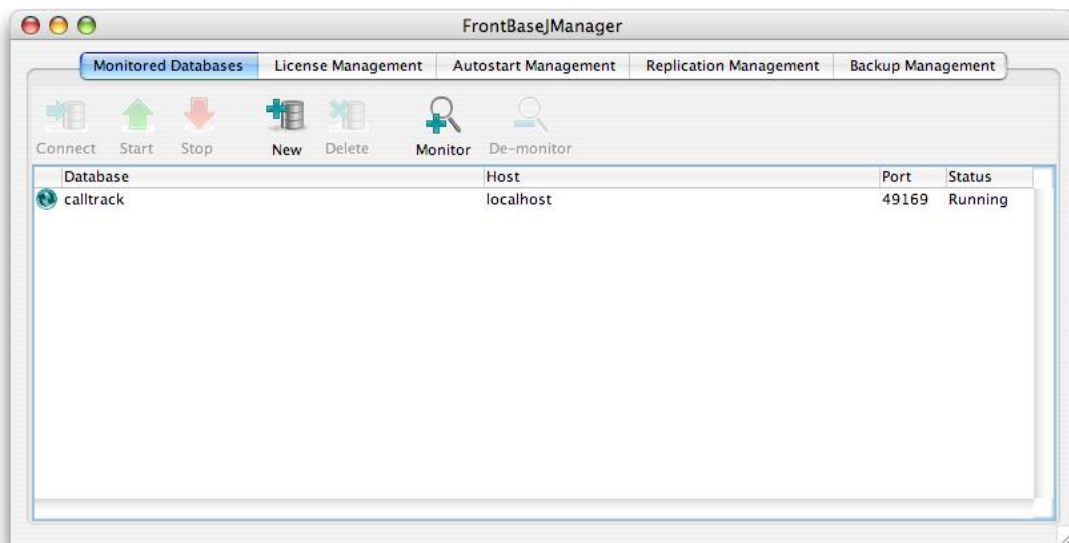 FrontBaseJManager
Monitored Databases License Management Autostart Management Replication Management Backup Management
Connect Start Stop New Delete Monitor De-monitor
Database Host Port Status
calltrack localhost 49169 Running